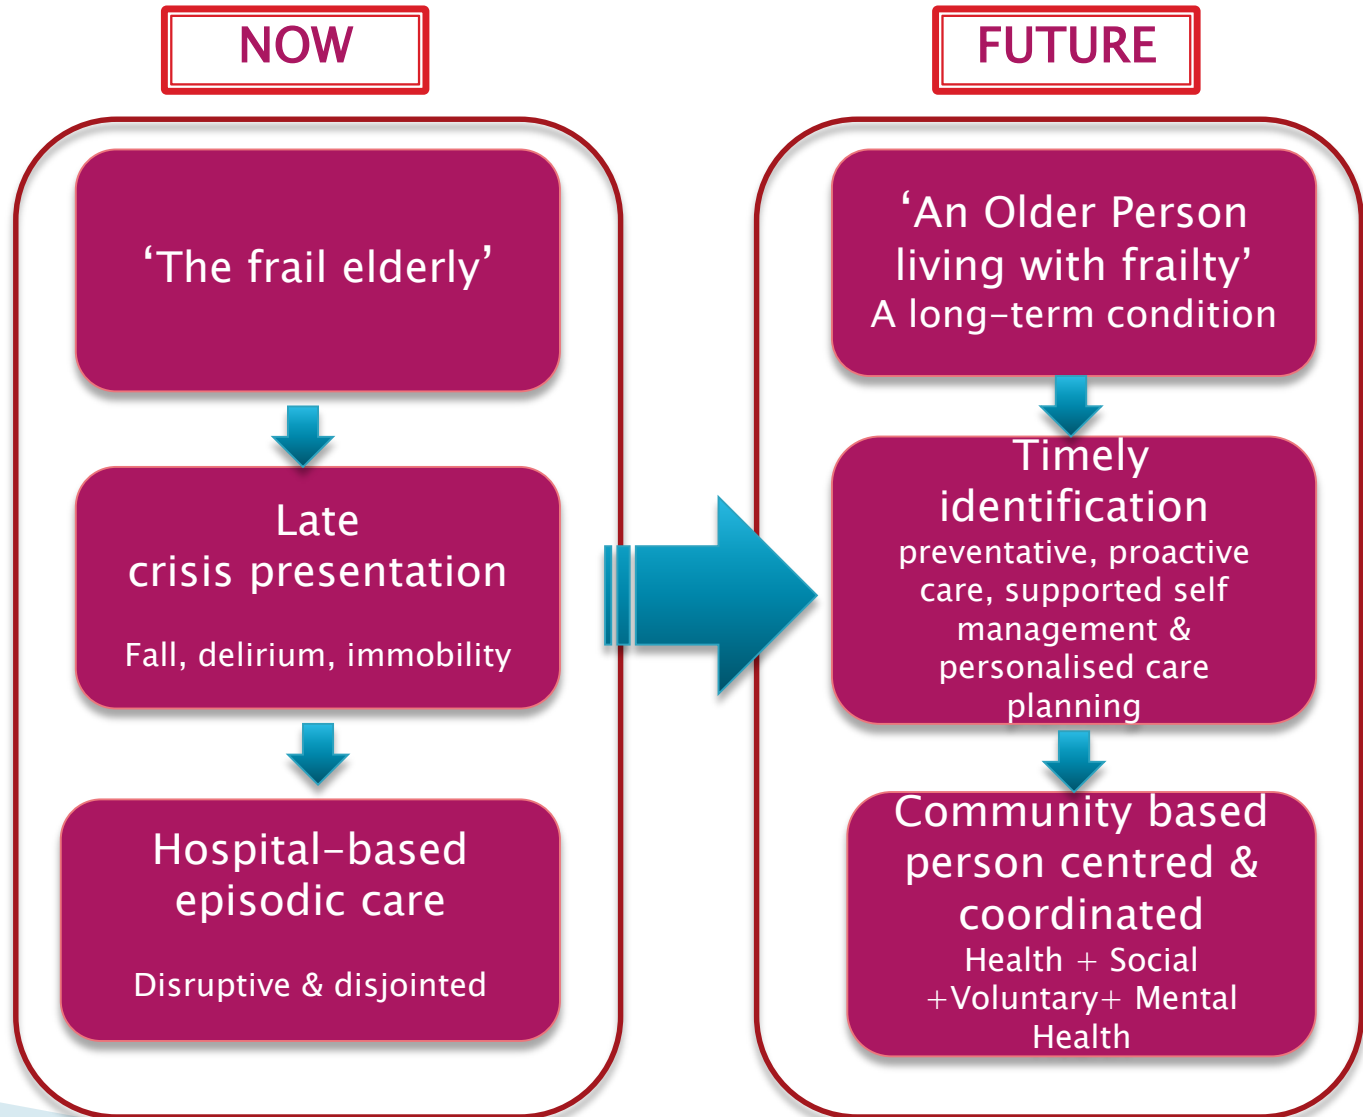 NOW
‘The frail elderly’
Late
crisis presentation
Fall, delirium, immobility
Hospital-based
episodic care
Disruptive & disjointed
FUTURE
‘An Older Person
living with frailty’
A long-term condition
Timely
identification
preventative, proactive
care, supported self
management &
personalised care
planning
Community based
person centred &
coordinated
Health + Social
+Voluntary+ Mental
Health